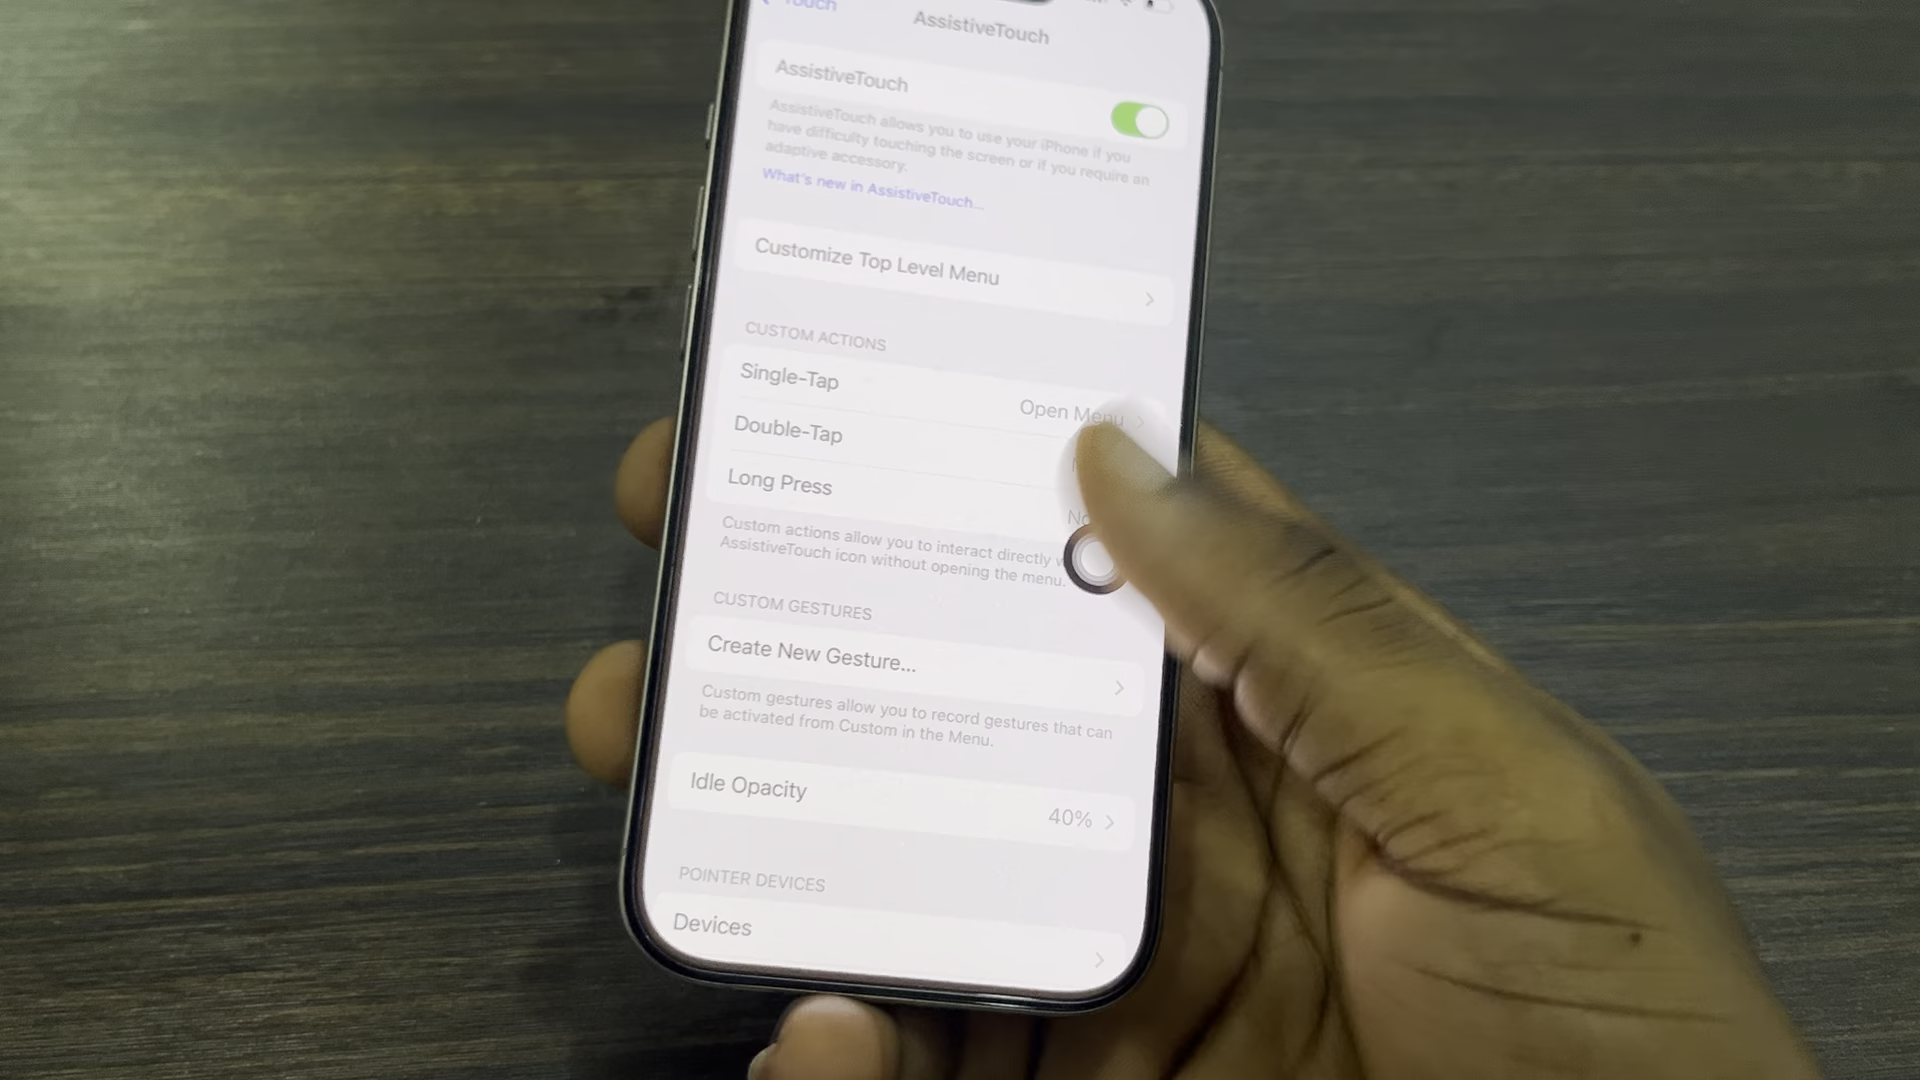 Touch
AssistiveTouch
AssistiveTouch
AssistiveTouch allows you to use your iPhone if you
have difficulty touching the screen or if you require an
adaptive accessory.
What's new in AssistiveTouch...
Customize Top Level Menu
CUSTOM ACTIONS
Single-Tap
Open Menu
Double-Tap
Long Press
Custom actions allow you to interact directly
AssistiveTouch icon without opening the menu.
CUSTOM GESTURES
Create New Gesture...
Custom gestures allow you to record gestures that can
be activated from Custom in the Menu.
Idle Opacity
40%
POINTER DEVICES
Devices